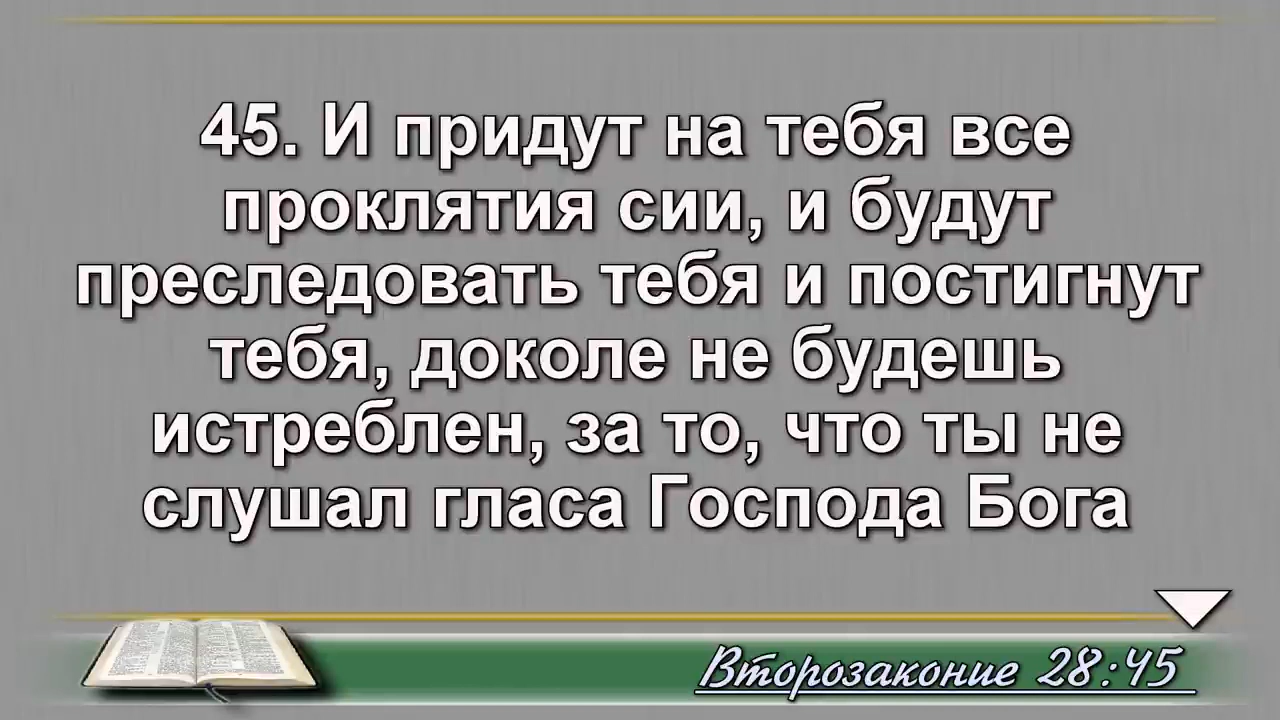 45. И придут на тебя все
проклятия сии, и будут
преследовать тебя и постигнут
тебя, доколе не будешь
истреблен, за то, что ты не
слушал гласа Господа Бога
Второзаконие 28:45